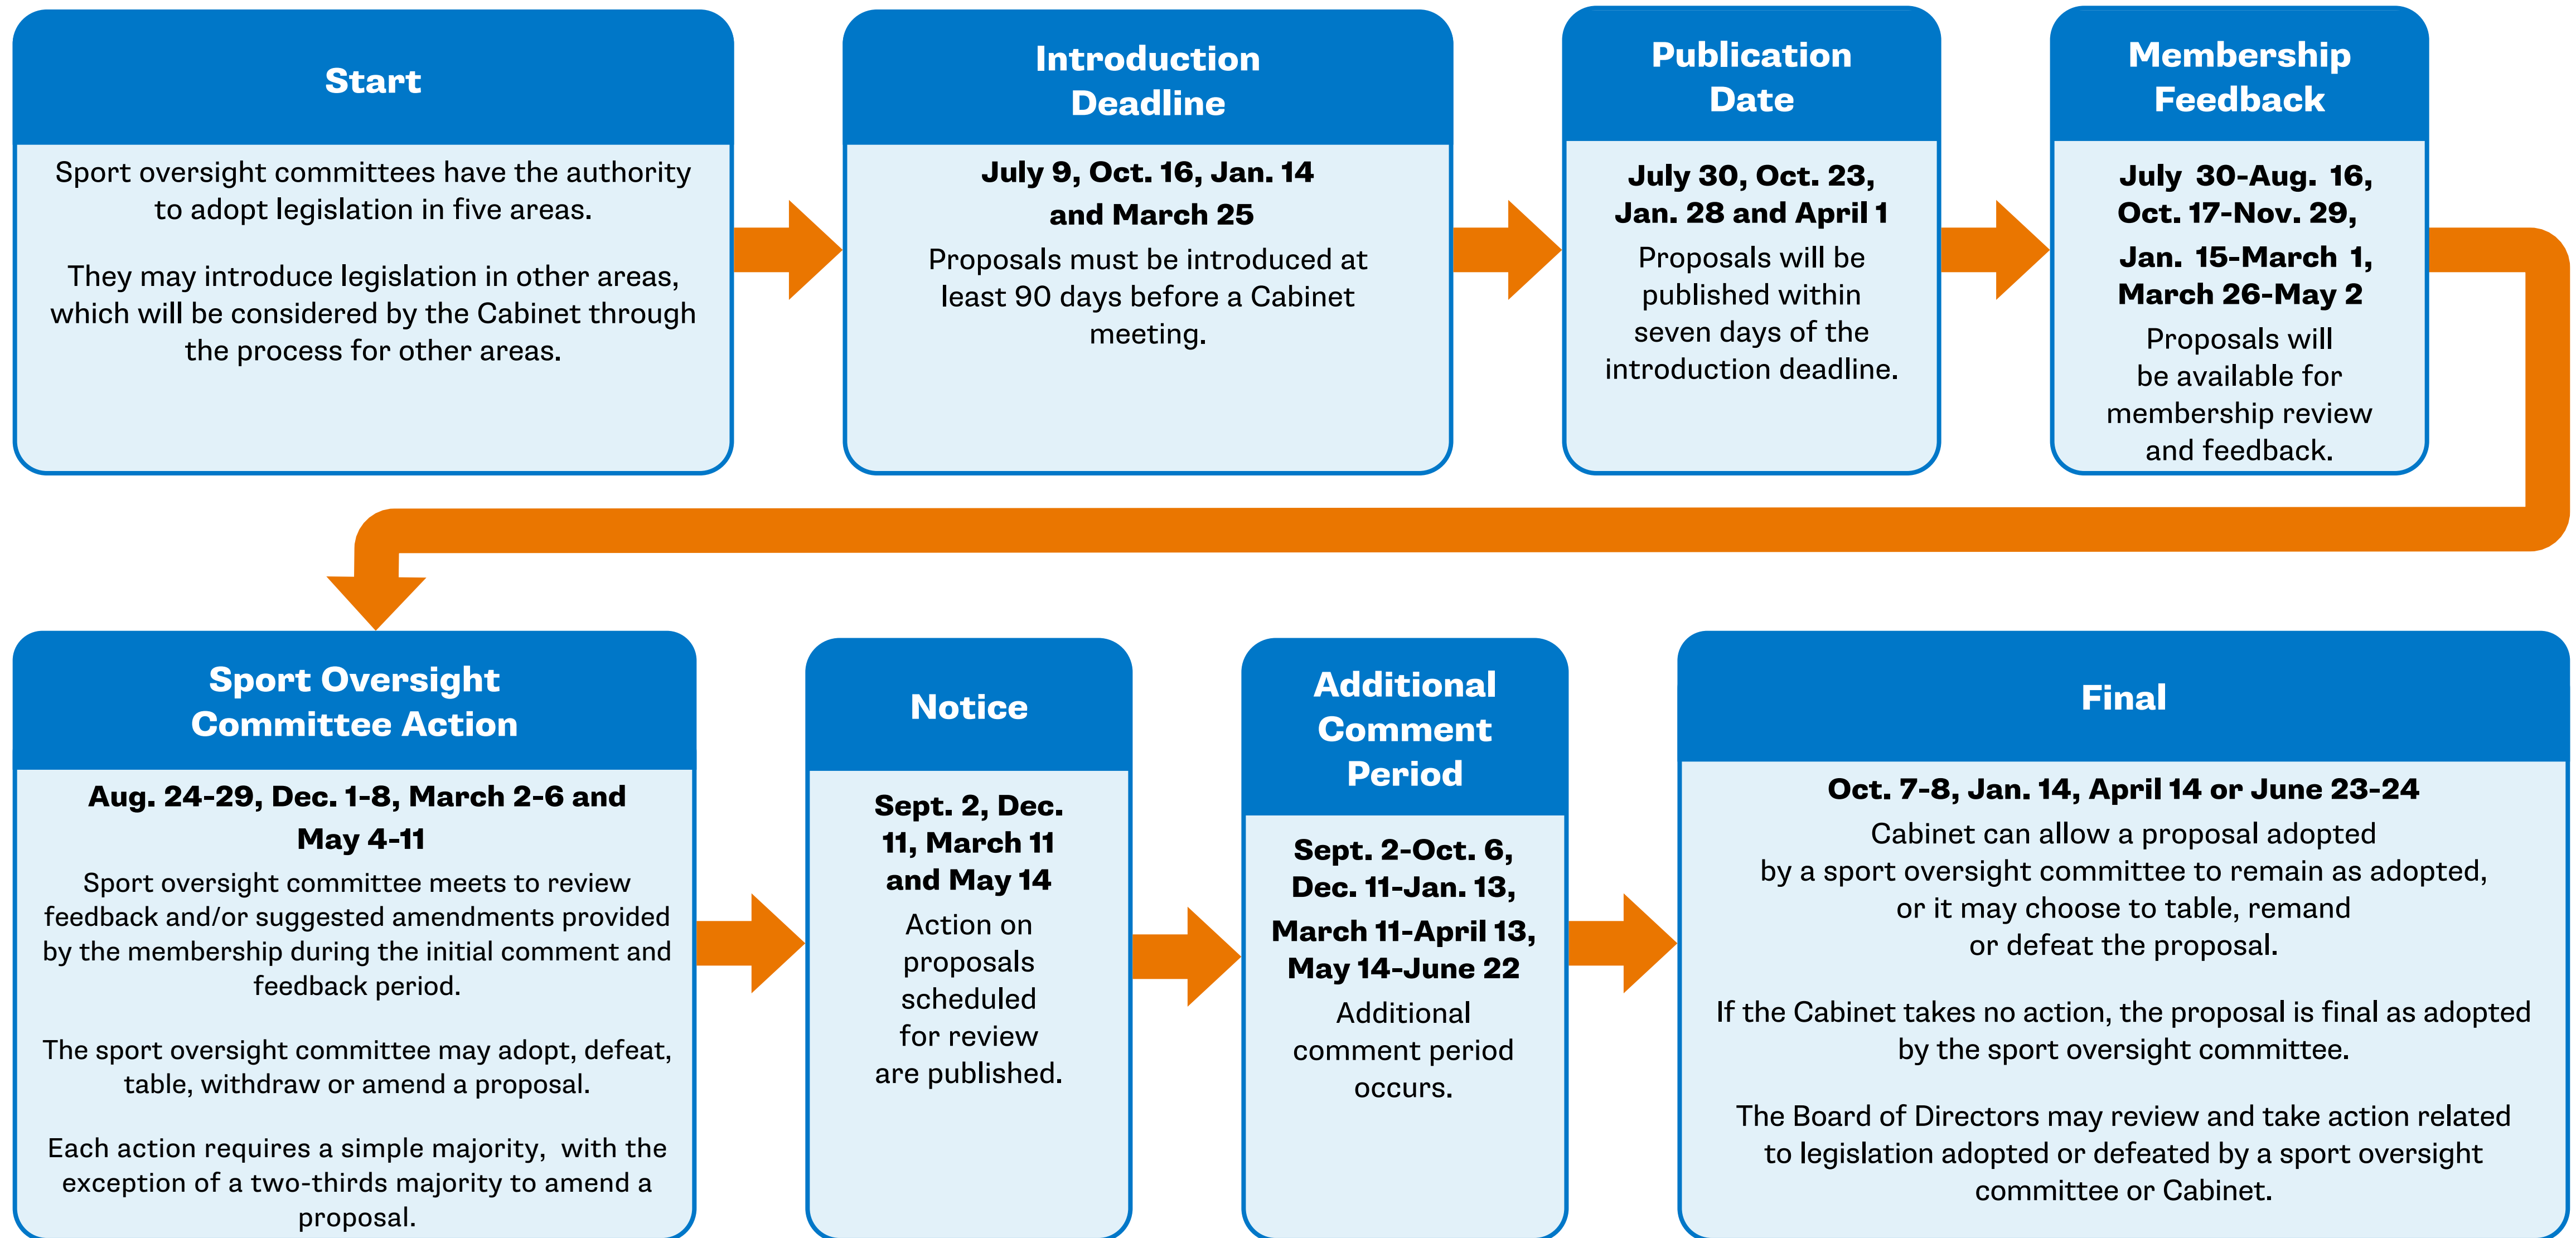 Start
Sport oversight committees have the authority
to adopt legislation in five areas.
They may introduce legislation in other areas,
which will be considered by the Cabinet through
the process for other areas.
Introduction
Deadline
July 9, Oct. 16, Jan. 14
and March 25
Proposals must be introduced at
least 90 days before a Cabinet
meeting.
Publication
Date
July 30, Oct. 23,
Jan. 28 and April 1
Proposals will be
published within
seven days of the
introduction deadline.
Membership
Feedback
July 30-Aug. 16,
Oct. 17-Nov. 29,
Jan. 15-March 1,
March 26-May 2
Proposals will
be available for
membership review
and feedback.
Sport Oversight
Committee Action
Aug. 24-29, Dec. 1-8, March 2-6 and
May 4-11
Sport oversight committee meets to review
feedback and/or suggested amendments provided
by the membership during the initial comment and
feedback period.
The sport oversight committee may adopt, defeat,
table, withdraw or amend a proposal.
Each action requires a simple majority, with the
exception of a two-thirds majority to amend a
proposal.
Notice
Sept. 2, Dec.
11, March 11
and May 14
Action on
proposals
scheduled
for review
are published.
Additional
Comment
Period
Sept. 2-Oct. 6,
Dec. 11-Jan. 13,
March 11-April 13,
May 14-June 22
Additional
comment period
occurs.
Final
Oct. 7-8, Jan. 14, April 14 or June 23-24
Cabinet can allow a proposal adopted
by a sport oversight committee to remain as adopted,
or it may choose to table, remand
or defeat the proposal.
If the Cabinet takes no action, the proposal is final as adopted
by the sport oversight committee.
The Board of Directors may review and take action related
to legislation adopted or defeated by a sport oversight
committee or Cabinet.